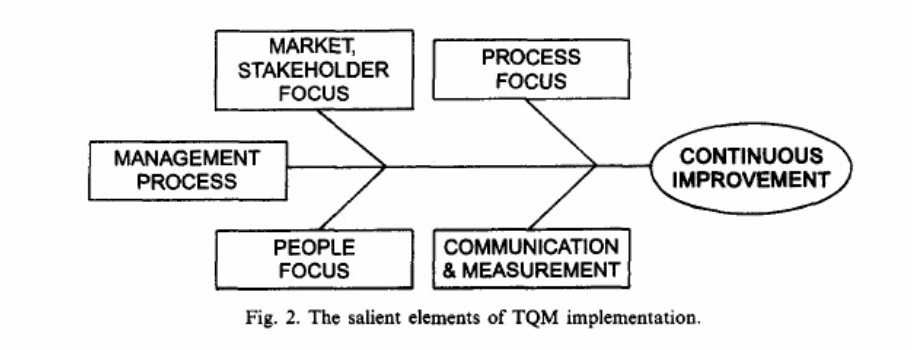 MARKET,
STAKEHOLDER
FOCUS
PROCESS
FOCUS
MANAGEMENT
PROCESS
CONTINUOUS
IMPROVEMENT
PEOPLE
FOCUS
COMMUNICATION
& MEASUREMENT
Fig. 2. The salient elements of TQM implementation.